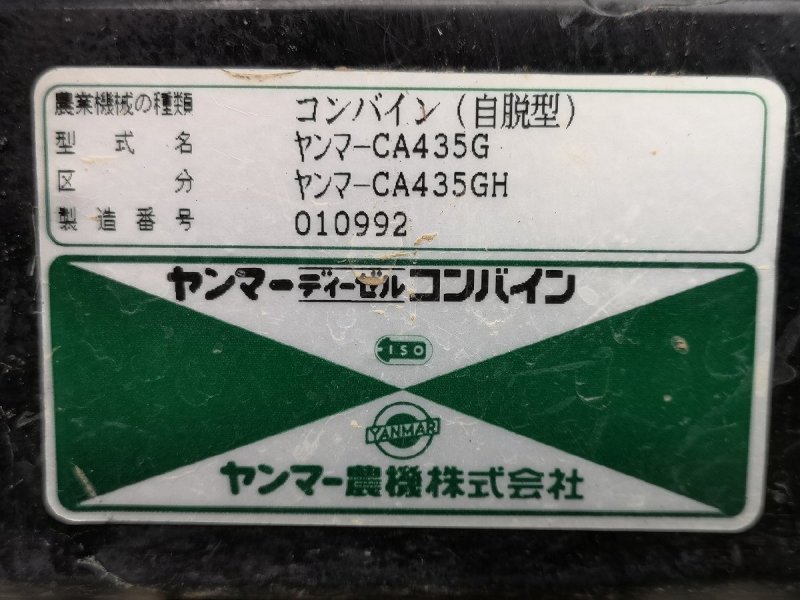 農業機械の種類 コンバイン(自脱型)
型式名 ヤンマーCA435G
区分 ヤンマーCA435GH
製造番号 010992
ヤンマーディーゼルコンバイン
ISO
YANMAR
ヤンマー農機株式会社